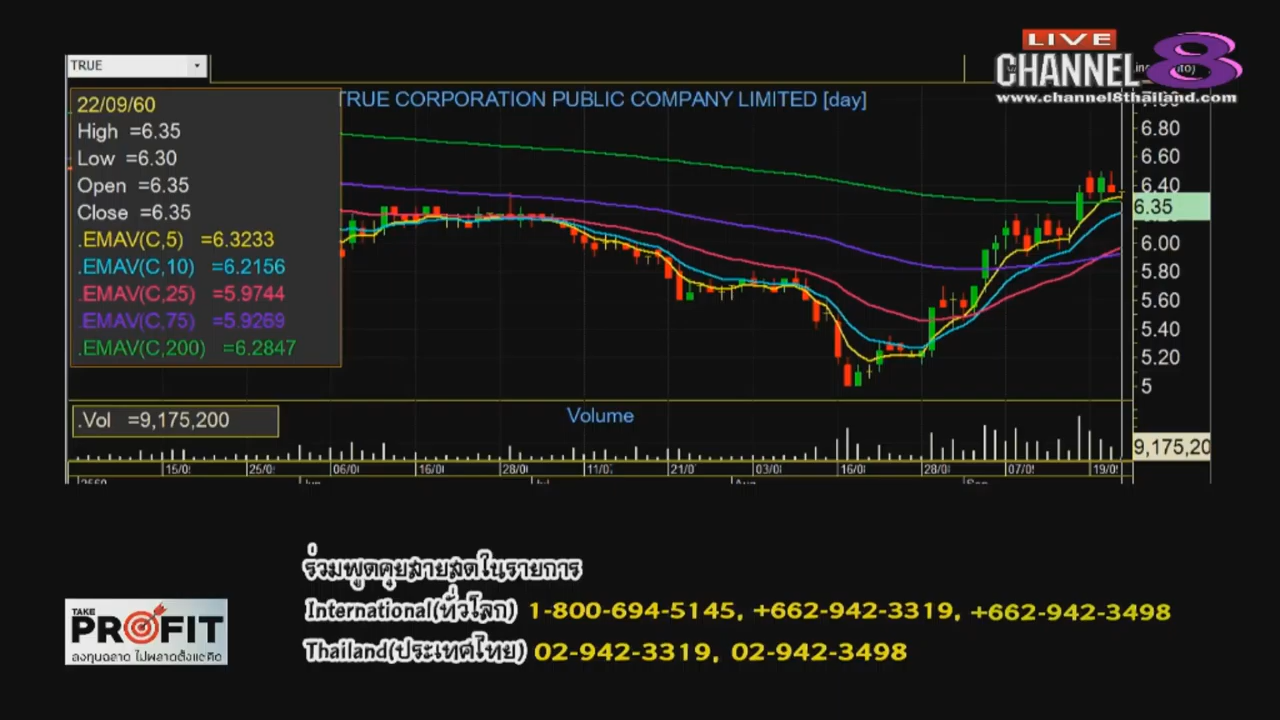 LIVE
CHANNEL 8
www.channel8thailand.com
TRUE
TRUE CORPORATION PUBLIC COMPANY LIMITED [day]
22/09/60
High =6.35
Low =6.30
Open =6.35
Close =6.35
.EMAV(C,5) =6.3233
.EMAV(C,10) =6.2156
.EMAV(C,25) =5.9744
.EMAV(C,75) =5.9269
.EMAV(C,200) =6.2847
6.80
6.60
6.40
6.35
6.00
5.80
5.60
5.40
5.20
5
.Vol =9,175,200
Volume
9,175,20
15/0 25/0 06/0 16/0 28/0 11/0 21/0 03/0 16/0 28/0 07/0 19/0
ร่วมพูดคุยสายสดในรายการ
International(ทั่วโลก) 1-800-694-5145, +662-942-3319, +662-942-3498
Thailand(ประเทศไทย) 02-942-3319, 02-942-3498
TAKE
PROFIT
ลงทุนฉลาด ไม่พลาดตั้งแต่คิด